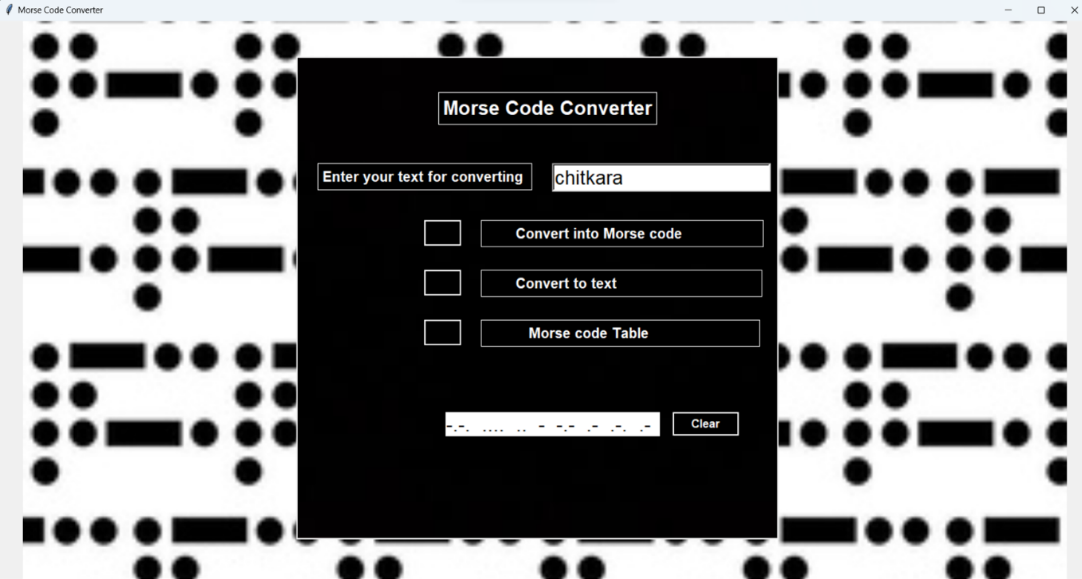 Morse Code Converter
Morse Code Converter
Enter your text for converting
chitkara
Convert into Morse code
Convert to text
Morse code Table
-.-. .... .. - -.- .- .-. .-
Clear